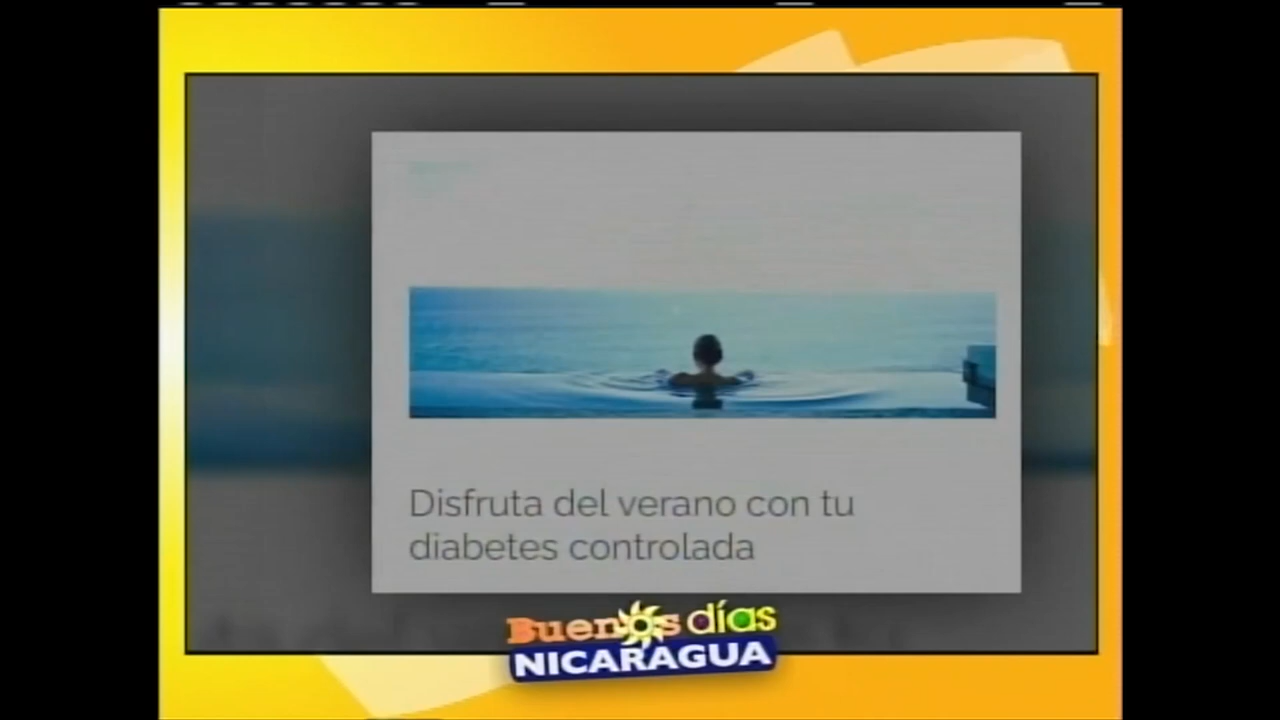 Disfruta del verano con tu
diabetes controlada
Buenos días
NICARAGUA